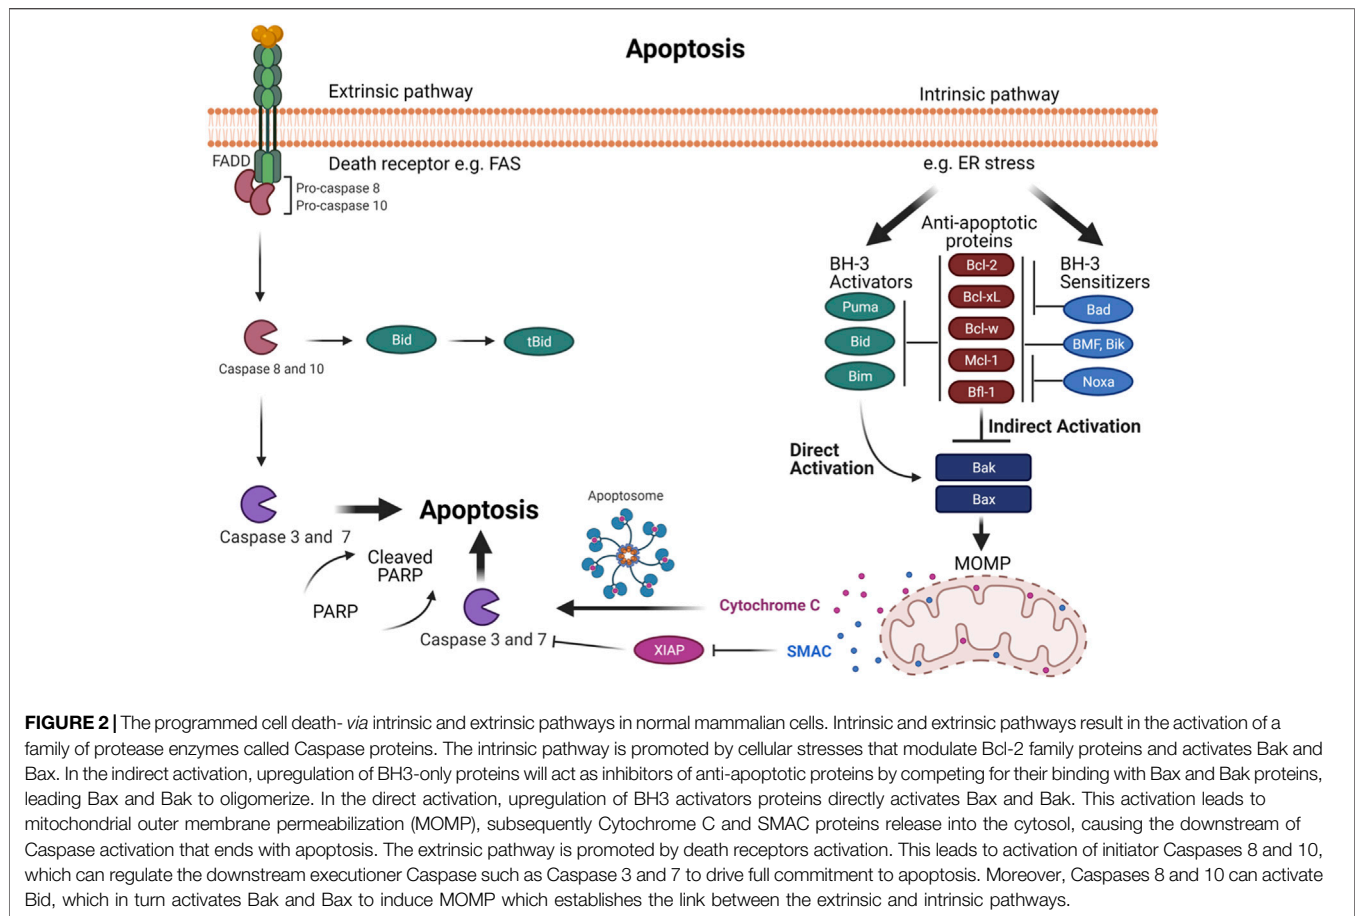 Apoptosis
Extrinsic pathway
Intrinsic pathway
FADD
Death receptor e.g. FAS
e.g. ER stress
Pro-caspase 8
Pro-caspase 10
Anti-apoptotic
proteins
BH-3
Activators
BH-3
Sensitizers
Bcl-2
Bcl-xL
Bcl-w
Mcl-1
Bfl-1
Puma
Bid
Bim
Bad
BMF, Bik
Noxa
Caspase 8 and 10
Bid
tBid
Direct
Activation
Indirect Activation
Bak
Bax
MOMP
Caspase 3 and 7
Apoptosis
Apoptosome
Cleaved
PARP
PARP
Caspase 3 and 7
Cytochrome C
XIAP
SMAC
FIGURE 2 | The programmed cell death- via intrinsic and extrinsic pathways in normal mammalian cells. Intrinsic and extrinsic pathways result in the activation of a
family of protease enzymes called Caspase proteins. The intrinsic pathway is promoted by cellular stresses that modulate Bcl-2 family proteins and activates Bak and
Bax. In the indirect activation, upregulation of BH3-only proteins will act as inhibitors of anti-apoptotic proteins by competing for their binding with Bax and Bak proteins,
leading Bax and Bak to oligomerize. In the direct activation, upregulation of BH3 activators proteins directly activates Bax and Bak. This activation leads to
mitochondrial outer membrane permeabilization (MOMP), subsequently Cytochrome C and SMAC proteins release into the cytosol, causing the downstream of
Caspase activation that ends with apoptosis. The extrinsic pathway is promoted by death receptors activation. This leads to activation of initiator Caspases 8 and 10,
which can regulate the downstream executioner Caspase such as Caspase 3 and 7 to drive full commitment to apoptosis. Moreover, Caspases 8 and 10 can activate
Bid, which in turn activates Bak and Bax to induce MOMP which establishes the link between the extrinsic and intrinsic pathways.